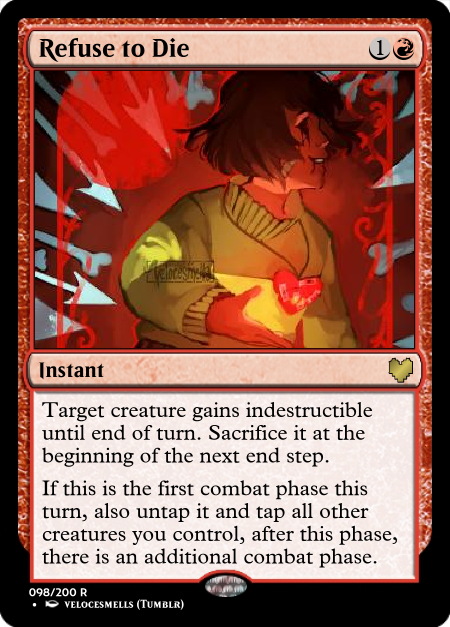 Refuse to Die
1
Velocesmells
Instant
Target creature gains indestructible
until end of turn. Sacrifice it at the
beginning of the next end step.
If this is the first combat phase this
turn, also untap it and tap all other
creatures you control, after this phase,
there is an additional combat phase.
098/200 R
• VELOCESMELLS (TUMBLR)